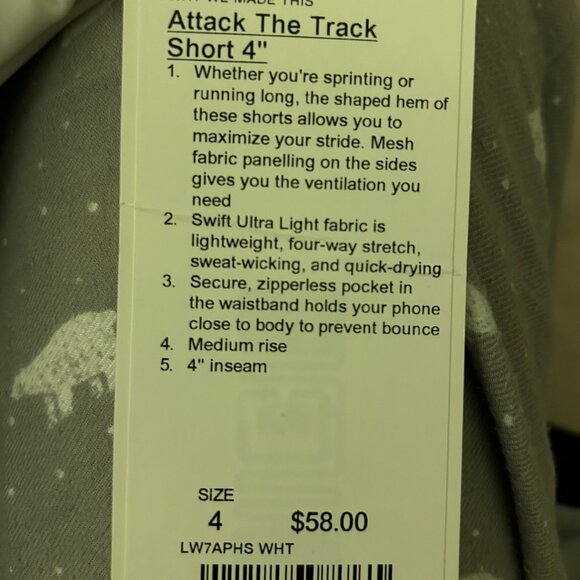 WHY WE MADE THIS
Attack The Track
Short 4"
1. Whether you're sprinting or
running long, the shaped hem of
these shorts allows you to
maximize your stride. Mesh
fabric panelling on the sides
gives you the ventilation you
need
2. Swift Ultra Light fabric is
lightweight, four-way stretch,
sweat-wicking, and quick-drying
3. Secure, zipperless pocket in
the waistband holds your phone
close to body to prevent bounce
4. Medium rise
5. 4" inseam
SIZE
4 $58.00
LW7APHS WHT